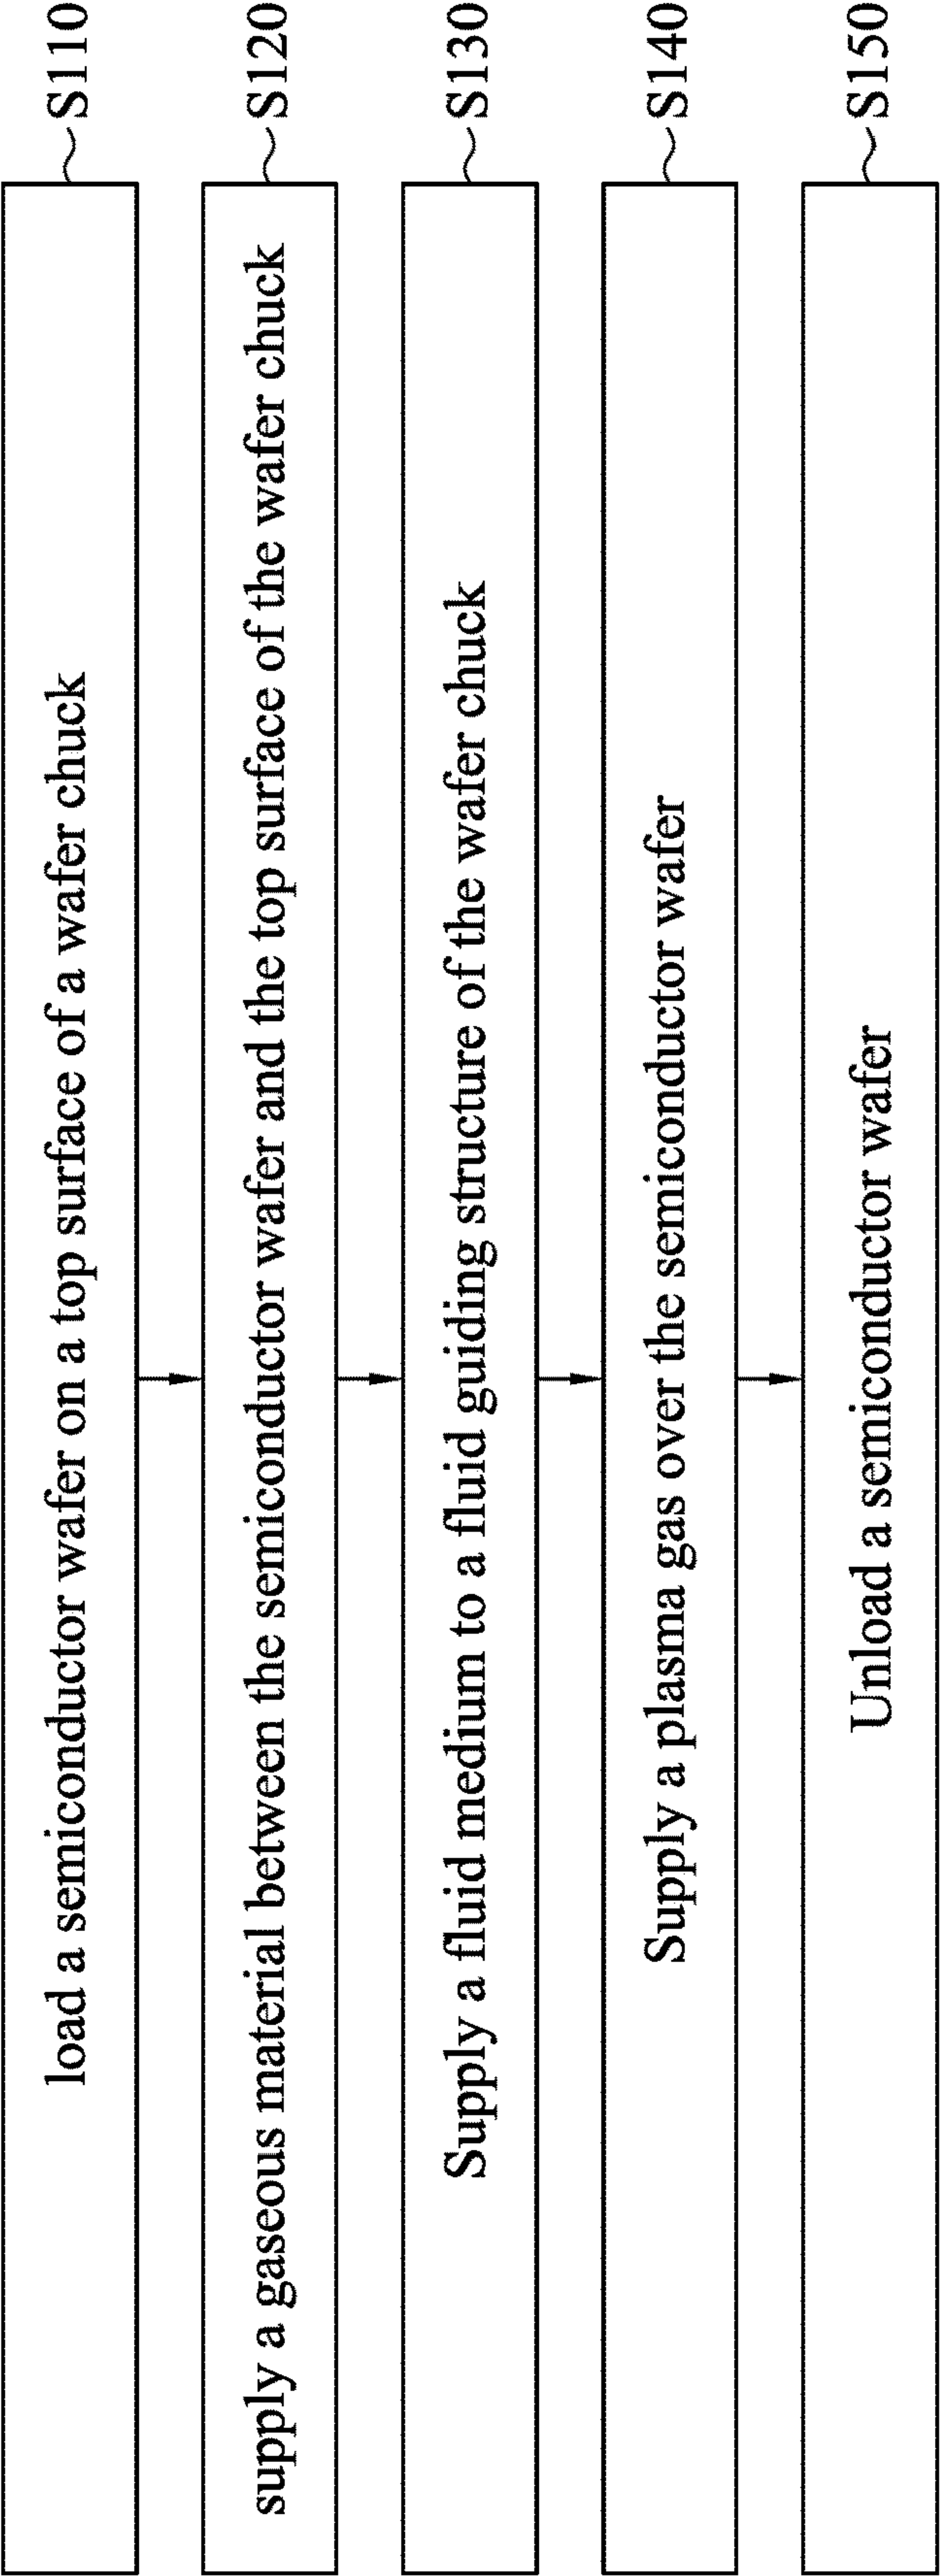 load a semiconductor wafer on a top surface of a wafer chuck
S110
supply a gaseous material between the semiconductor wafer and the top surface of the wafer chuck
S120
Supply a fluid medium to a fluid guiding structure of the wafer chuck
S130
Supply a plasma gas over the semiconductor wafer
S140
Unload a semiconductor wafer
S150